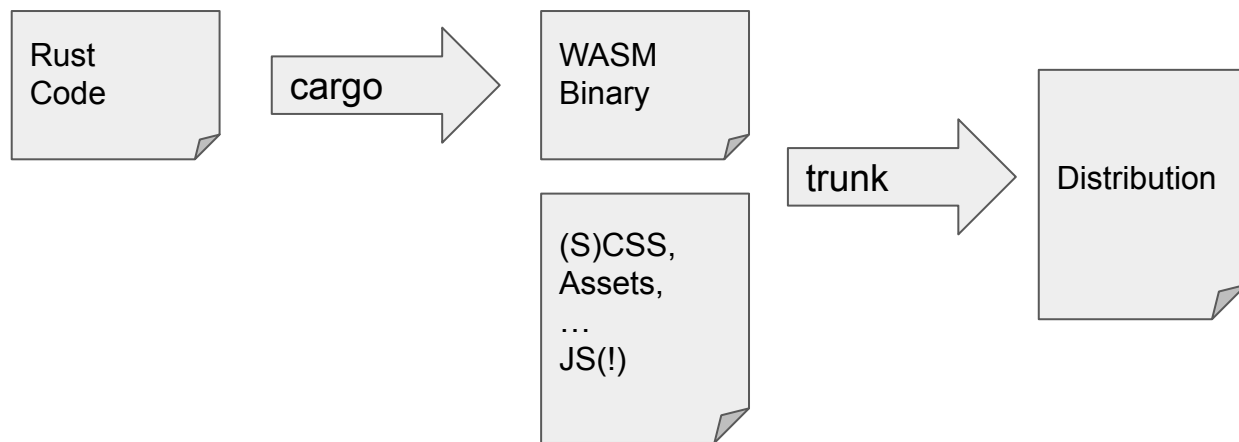 Rust
Code
cargo
WASM
Binary
(S)CSS,
Assets,
…
JS(!)
trunk
Distribution